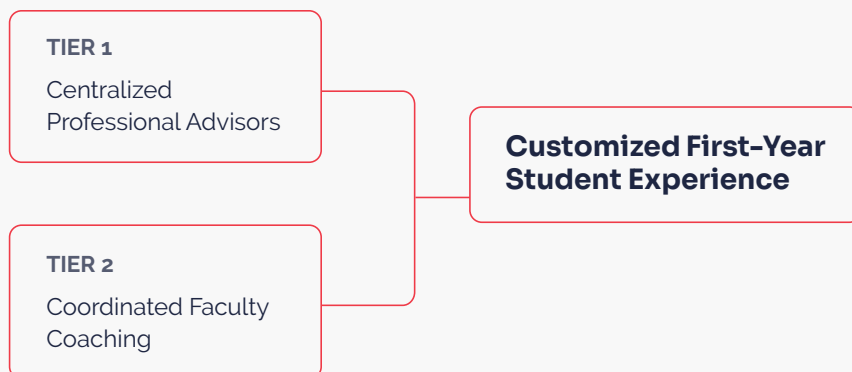 TIER 1
Centralized
Professional Advisors
Customized First-Year
Student Experience
TIER 2
Coordinated Faculty
Coaching